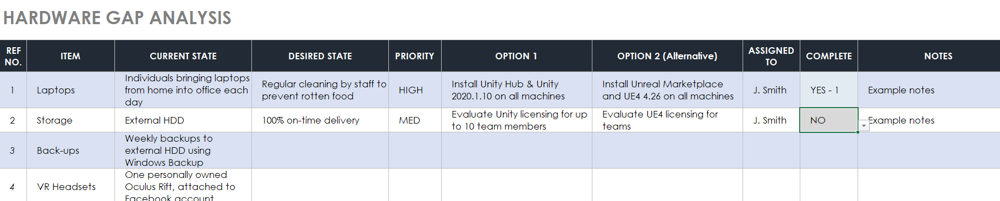 HARDWARE GAP ANALYSIS
REF
NO.
ITEM
CURRENT STATE
DESIRED STATE
PRIORITY
OPTION 1
OPTION 2 (Alternative)
ASSIGNED
TO
COMPLETE
NOTES
1
Laptops
Individuals bringing laptops
from home into office each
day
Regular cleaning by staff to
prevent rotten food
HIGH
Install Unity Hub & Unity
2020.1.10 on all machines
Install Unreal Marketplace
and UE4 4.26 on all machines
J. Smith
YES - 1
Example notes
2
Storage
External HDD
100% on-time delivery
MED
Evaluate Unity licensing for up
to 10 team members
Evaluate UE4 licensing for
teams
J. Smith
NO
Example notes
3
Back-ups
Weekly backups to
external HDD using
Windows Backup
4
VR Headsets
One personally owned
Oculus Rift, attached to
Facebook account